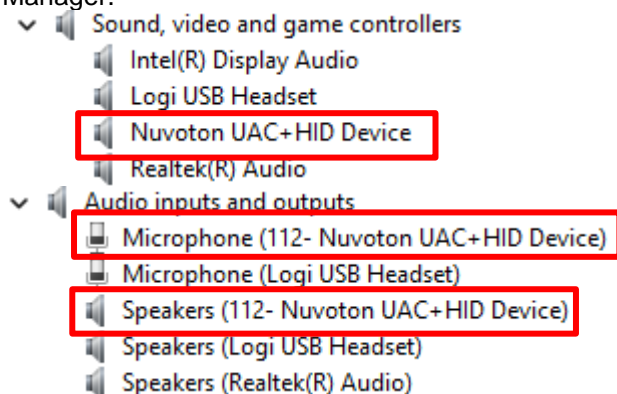 Manager.
Sound, video and game controllers
Intel(R) Display Audio
Logi USB Headset
Nuvoton UAC+HID Device
Realtek(R) Audio
Audio inputs and outputs
Microphone (112- Nuvoton UAC+HID Device)
Microphone (Logi USB Headset)
Speakers (112- Nuvoton UAC+HID Device)
Speakers (Logi USB Headset)
Speakers (Realtek(R) Audio)